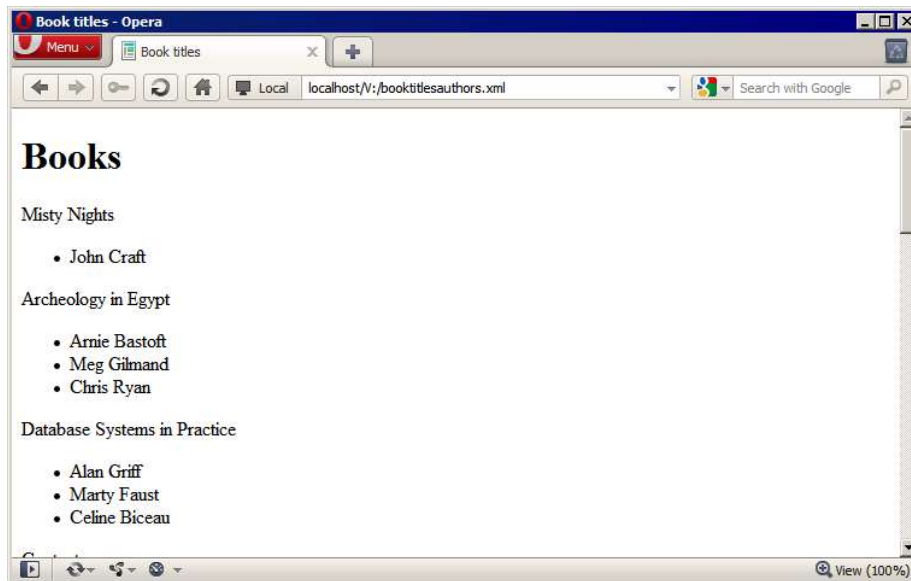 Book titles - Opera
Menu
Book titles
Local
localhost/V:/booktitlesauthors.xml
Search with Google
Books
Misty Nights
• John Craft
Archeology in Egypt
• Arnie Bastoft
• Meg Gilmand
• Chris Ryan
Database Systems in Practice
• Alan Griff
• Marty Faust
• Celine Biceau
View (100%)